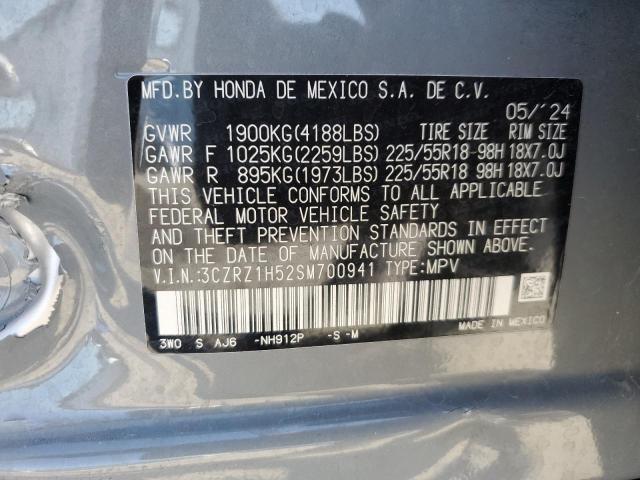 MFD.BY HONDA DE MEXICO S.A. DE C.V.
05/'24
GVWR 1900KG(4188LBS) TIRE SIZE RIM SIZE
GAWR F 1025KG(2259LBS) 225/55R18 98H 18X7.0J
GAWR R 895KG(1973LBS) 225/55R18 98H 18X7.0J
THIS VEHICLE CONFORMS TO ALL APPLICABLE
FEDERAL MOTOR VEHICLE SAFETY
AND THEFT PREVENTION STANDARDS IN EFFECT ON THE
DATE OF MANUFACTURE SHOWN ABOVE.
V.I.N.:3CZRZ1H52SM700941 TYPE:MPV
3W0 S AJ6 -NH912P -S -M
MADE IN MEXICO